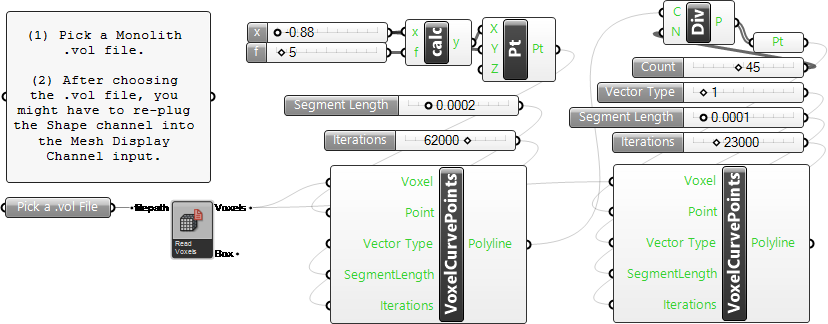 (1) Pick a Monolith
.vol file.
(2) After choosing
the .vol file, you
might have to re-plug
the Shape channel into
the Mesh Display
Channel input.
Pick a .vol File
filepath
Voxels
Read
Voxels
Box
x
-0.88
f
5
x
f
calc
y
X
Y
Z
Pt
Pt
Segment Length
0.0002
Iterations
62000
Voxel
Point
Vector Type
SegmentLength
Iterations
VoxelCurvePoints
Polyline
C
N
Div
P
Pt
Count
45
Vector Type
1
Segment Length
0.0001
Iterations
23000
Voxel
Point
Vector Type
SegmentLength
Iterations
VoxelCurvePoints
Polyline